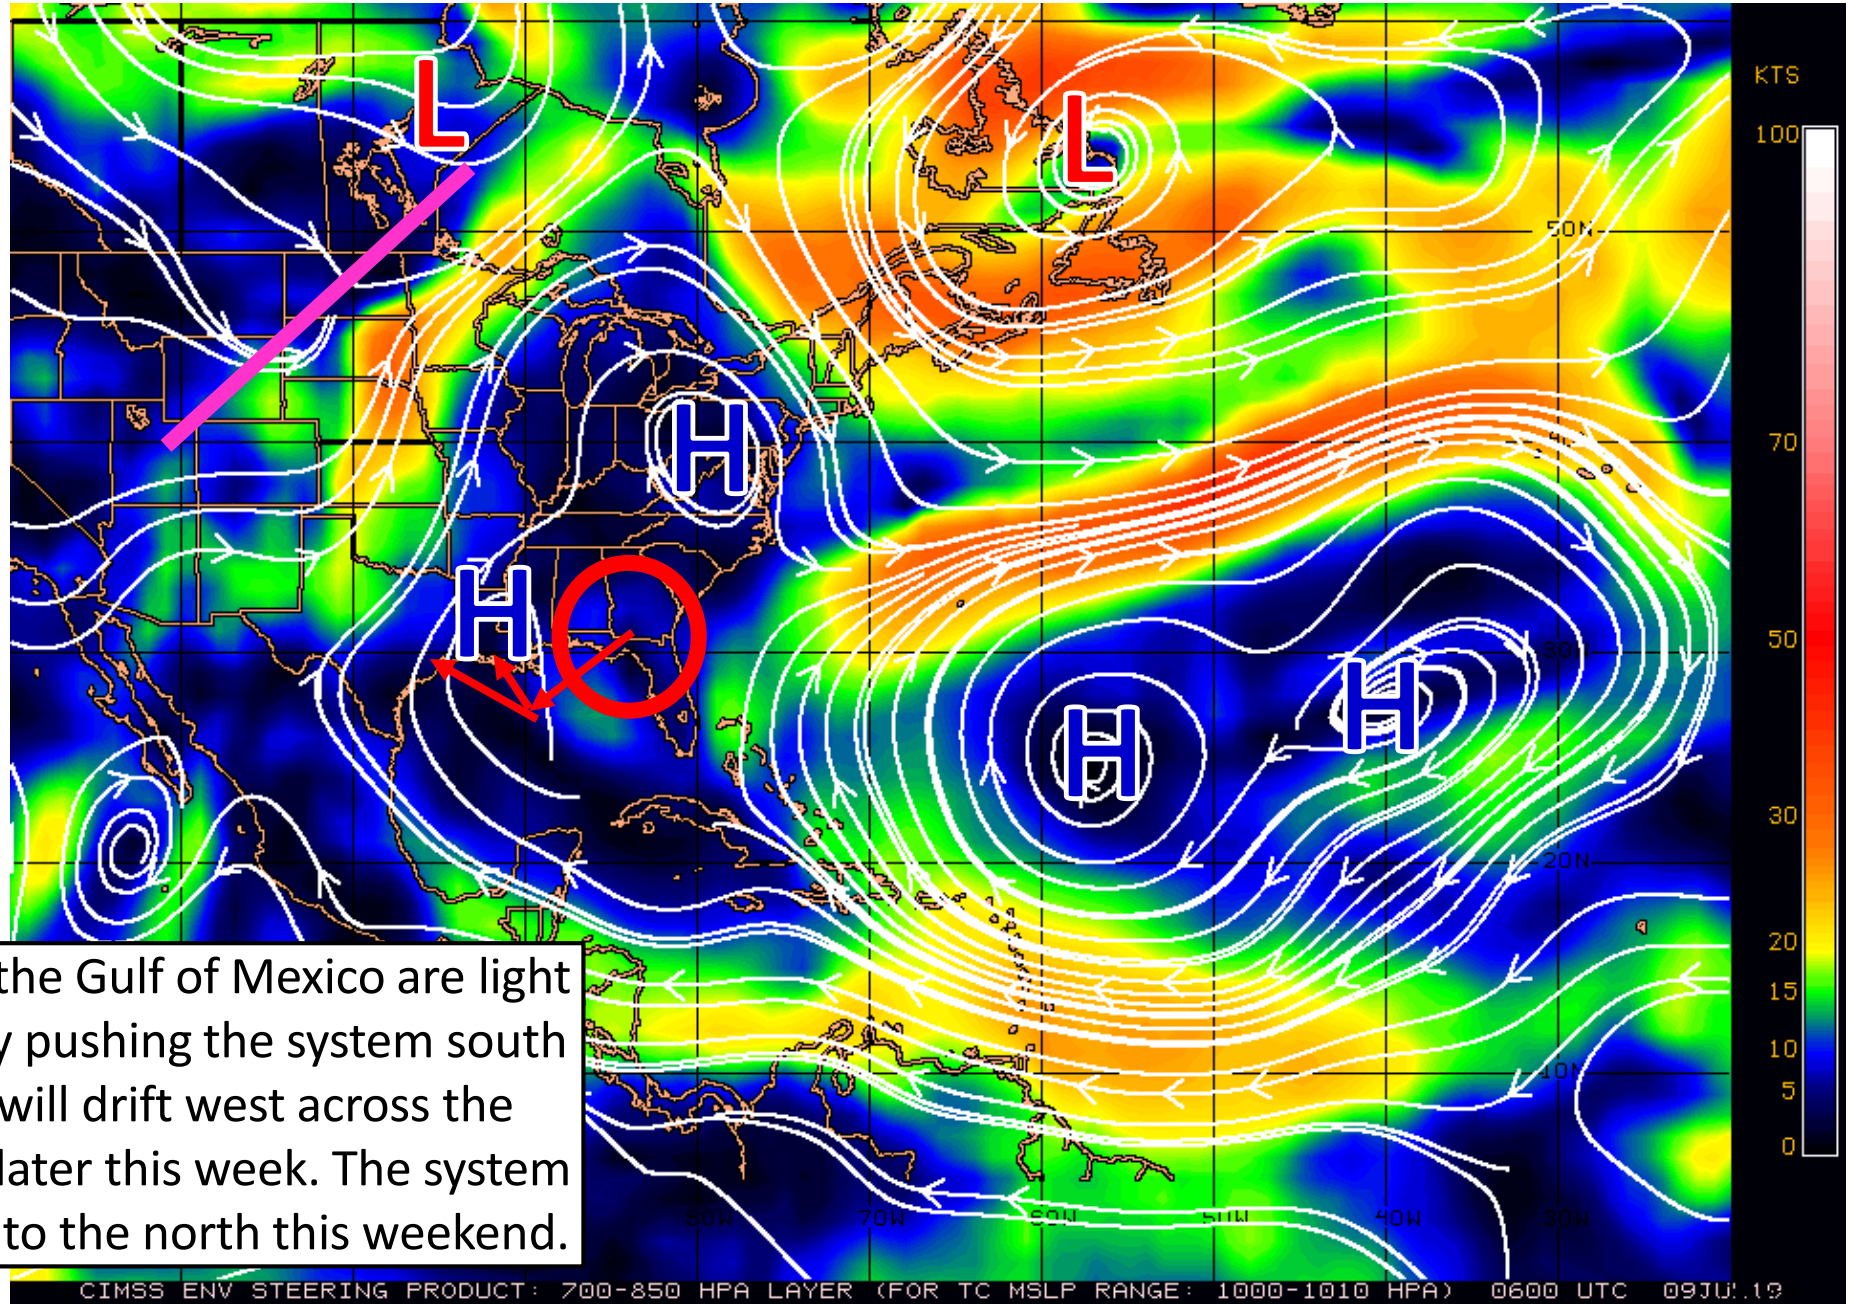 L
L
H
H
H
H
KTS
100
70
50
30
20
15
10
5
0
50N
30N
20N
10N
80W
70W
60W
50W
40W
30W
the Gulf of Mexico are light
y pushing the system south
will drift west across the
later this week. The system
to the north this weekend.
CIMSS ENV STEERING PRODUCT: 700-850 HPA LAYER (FOR TC MSLP RANGE: 1000-1010 HPA) 0600 UTC